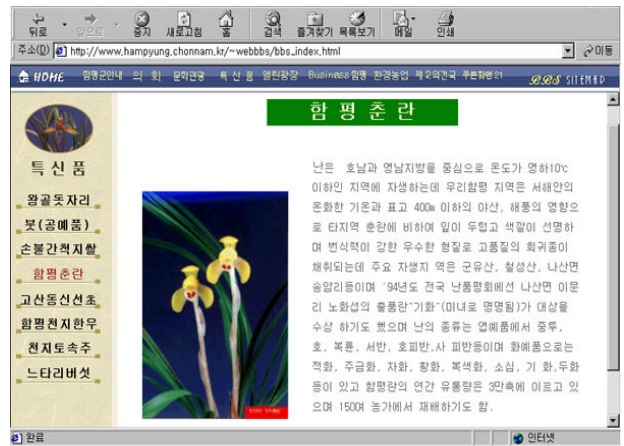 뒤로 앞으로 중지 새로고침 홈 검색 즐겨찾기 목록보기 메일 인쇄
주소(D) http://www.hampyung.chonnam.kr/~webbbs/bbs_index.html 이동
HOME 함평군안내 의 회 문화관광 특 산 품 열린광장 Business함평 환경농업 제2의건국 푸른함평21 BBS SITEMAP
함 평 춘 란
특 신 품
왕골돗자리
붓(공예품)
손불간척지쌀
함평춘란
고산동신선초
함평천지한우
천지토속주
느타리버섯
난은 호남과 영남지방을 중심으로 온도가 영하10℃
이하인 지역에 자생하는데 우리함평 지역은 서해안의
온화한 기온과 표고 400m 이하의 야산, 해풍의 영향으
로 타지역 춘란에 비하여 잎이 두텁고 색깔이 선명하
며 변식력이 강한 우수한 형질로 고품질의 희귀종이
채취되는데 주요 자생지 역은 군유산, 철성산, 나산면
송암리등이며 '94년도 전국 난품평회에선 나산면 이문
리 노화섭의 출품란"기화"(미녀로 명명됨)가 대상을
수상 하기도 했으며 난의 종류는 엽예품에서 중투,
호, 복륜, 서반, 호피반,사 피반등이며 화예품으로는
적화, 주금화, 자화, 황화, 복색화, 소심, 기 화,두화
등이 있고 함평란의 연간 유통량은 3만촉에 이르고 있
으며 150여 농가에서 재배하기도 함.
완료 인터넷